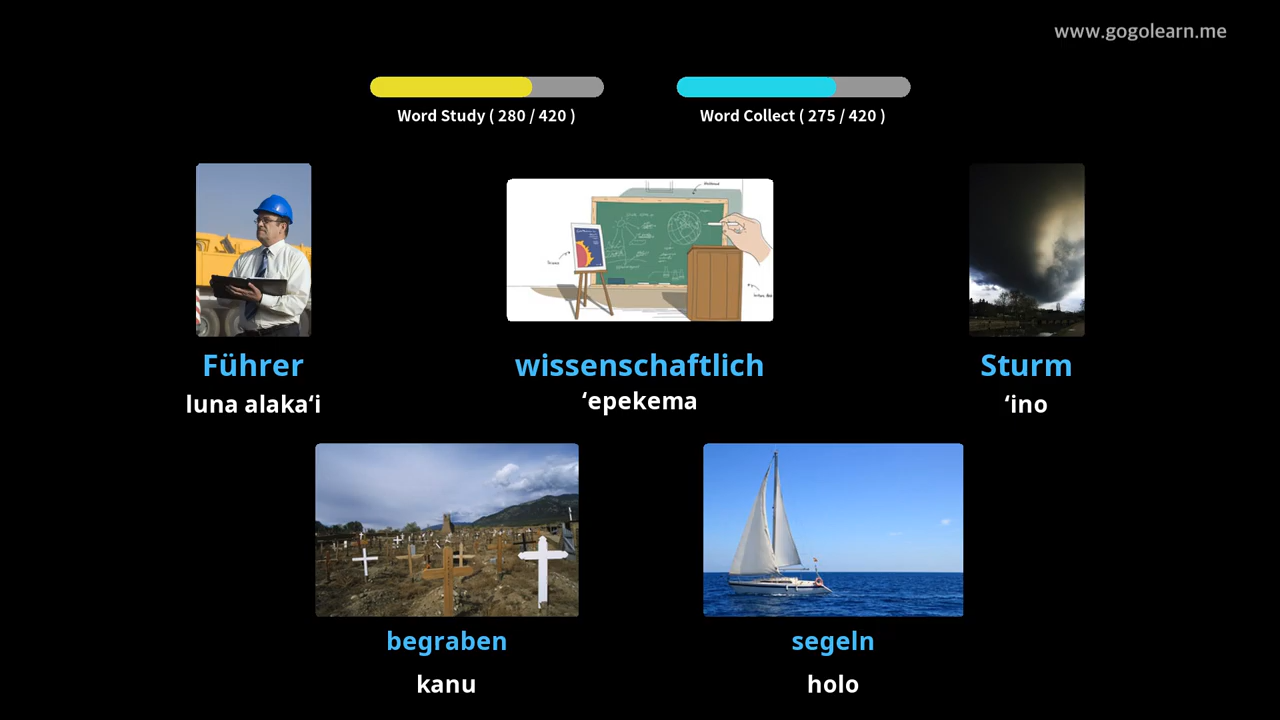 www.gogolearn.me
Word Study ( 280 / 420 )
Word Collect ( 275 / 420 )
Führer
wissenschaftlich
Sturm
luna alakaʻi
ʻepekema
ʻino
begraben
segeln
kanu
holo